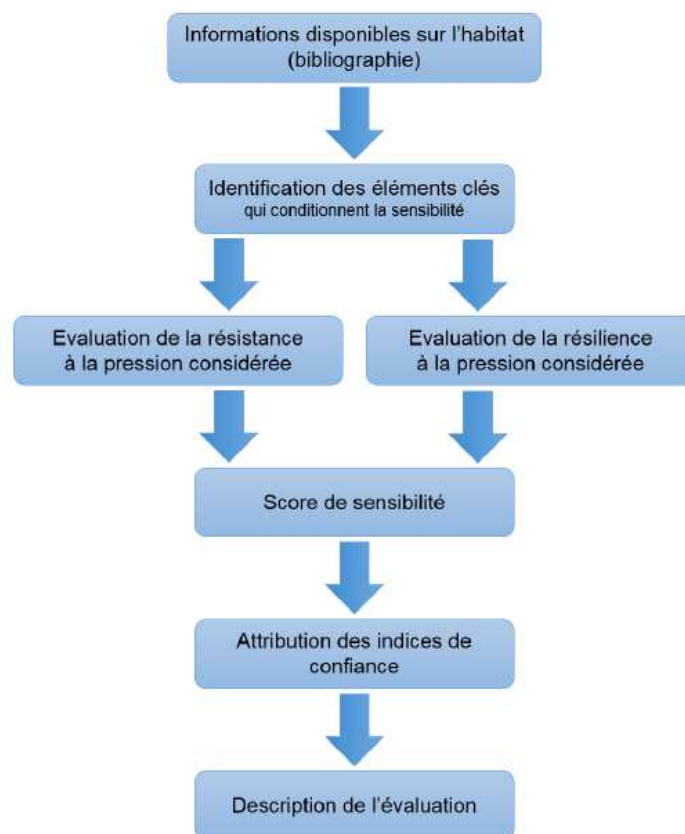 Informations disponibles sur l'habitat
(bibliographie)
Identification des éléments clés
qui conditionnent la sensibilité
Evaluation de la résistance
à la pression considérée
Evaluation de la résilience
à la pression considérée
Score de sensibilité
Attribution des indices de
confiance
Description de l'évaluation